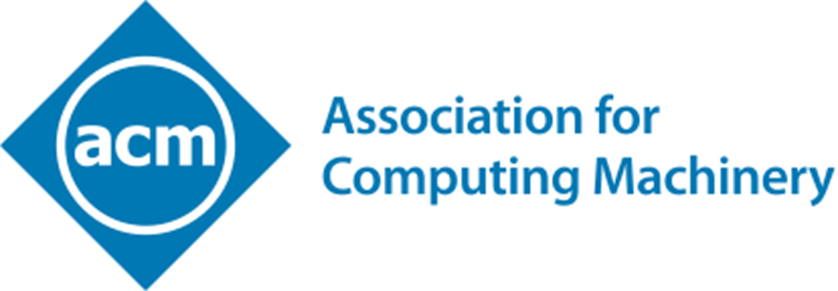 acm
Association for
Computing Machinery